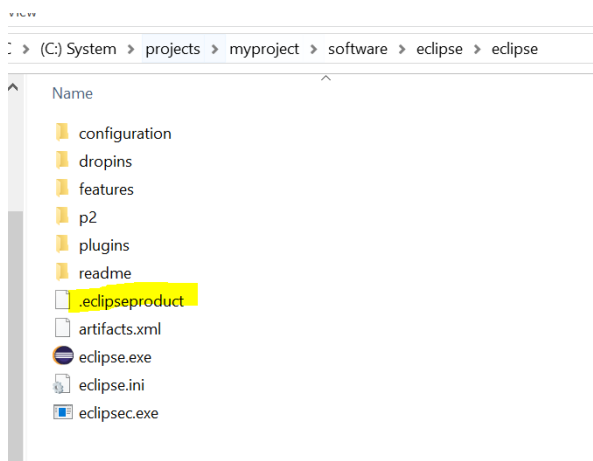 View
(C:) System > projects > myproject > software > eclipse > eclipse
Name
configuration
dropins
features
p2
plugins
readme
.eclipseproduct
artifacts.xml
eclipse.exe
eclipse.ini
eclipsec.exe